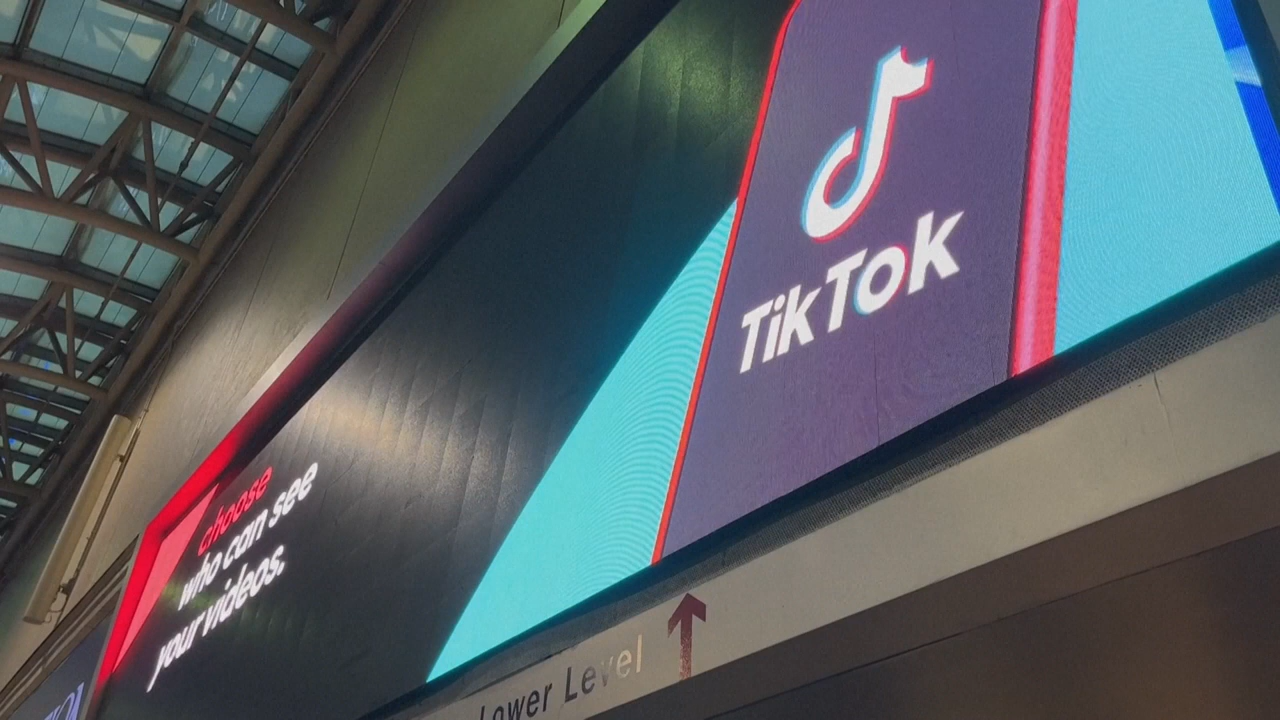 choose
who can see
your videos.
TikTok
Lower Level